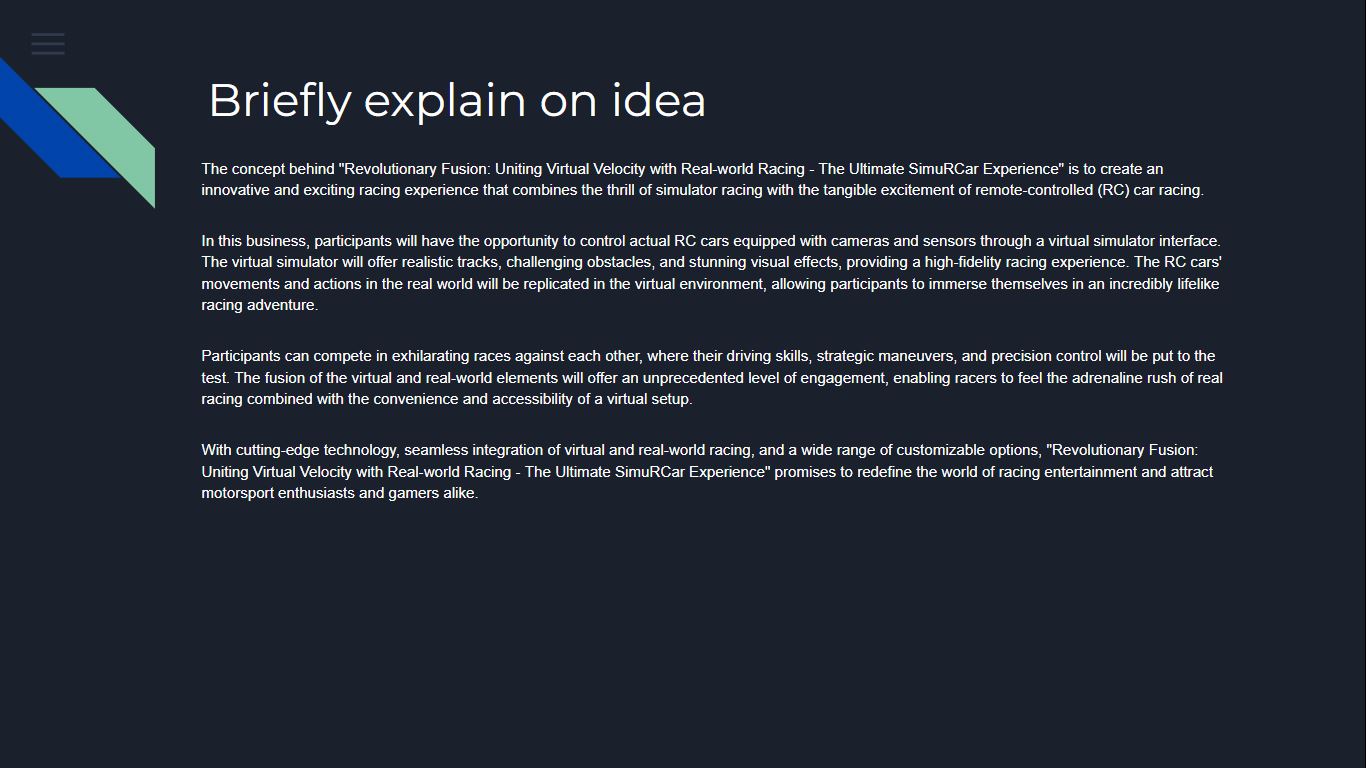 Briefly explain on idea
The concept behind "Revolutionary Fusion: Uniting Virtual Velocity with Real-world Racing - The Ultimate SimuRCar Experience" is to create an
innovative and exciting racing experience that combines the thrill of simulator racing with the tangible excitement of remote-controlled (RC) car racing.
In this business, participants will have the opportunity to control actual RC cars equipped with cameras and sensors through a virtual simulator interface.
The virtual simulator will offer realistic tracks, challenging obstacles, and stunning visual effects, providing a high-fidelity racing experience. The RC cars'
movements and actions in the real world will be replicated in the virtual environment, allowing participants to immerse themselves in an incredibly lifelike
racing adventure.
Participants can compete in exhilarating races against each other, where their driving skills, strategic maneuvers, and precision control will be put to the
test. The fusion of the virtual and real-world elements will offer an unprecedented level of engagement, enabling racers to feel the adrenaline rush of real
racing combined with the convenience and accessibility of a virtual setup.
With cutting-edge technology, seamless integration of virtual and real-world racing, and a wide range of customizable options, "Revolutionary Fusion:
Uniting Virtual Velocity with Real-world Racing - The Ultimate SimuRCar Experience" promises to redefine the world of racing entertainment and attract
motorsport enthusiasts and gamers alike.